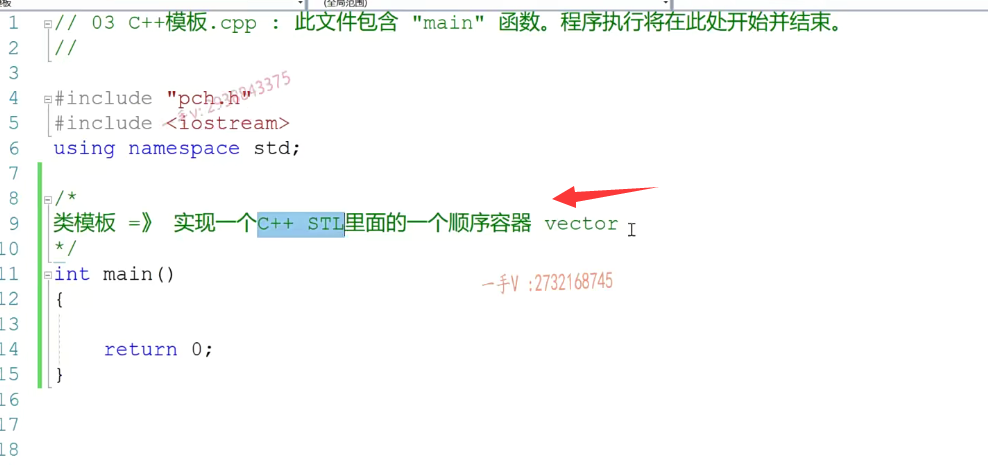 (全局范围)
1 // 03 C++模板.cpp : 此文件包含 "main" 函数。程序执行将在此处开始并结束。
2 //
3
4 #include "pch.h"
5 #include <iostream>
6 using namespace std;
7
8 /*
9 类模板 =》 实现一个C++ STL里面的一个顺序容器 vector
10 */
11 int main()
12 {
13
14 return 0;
15 }
16
17
18
一手V :2732168745